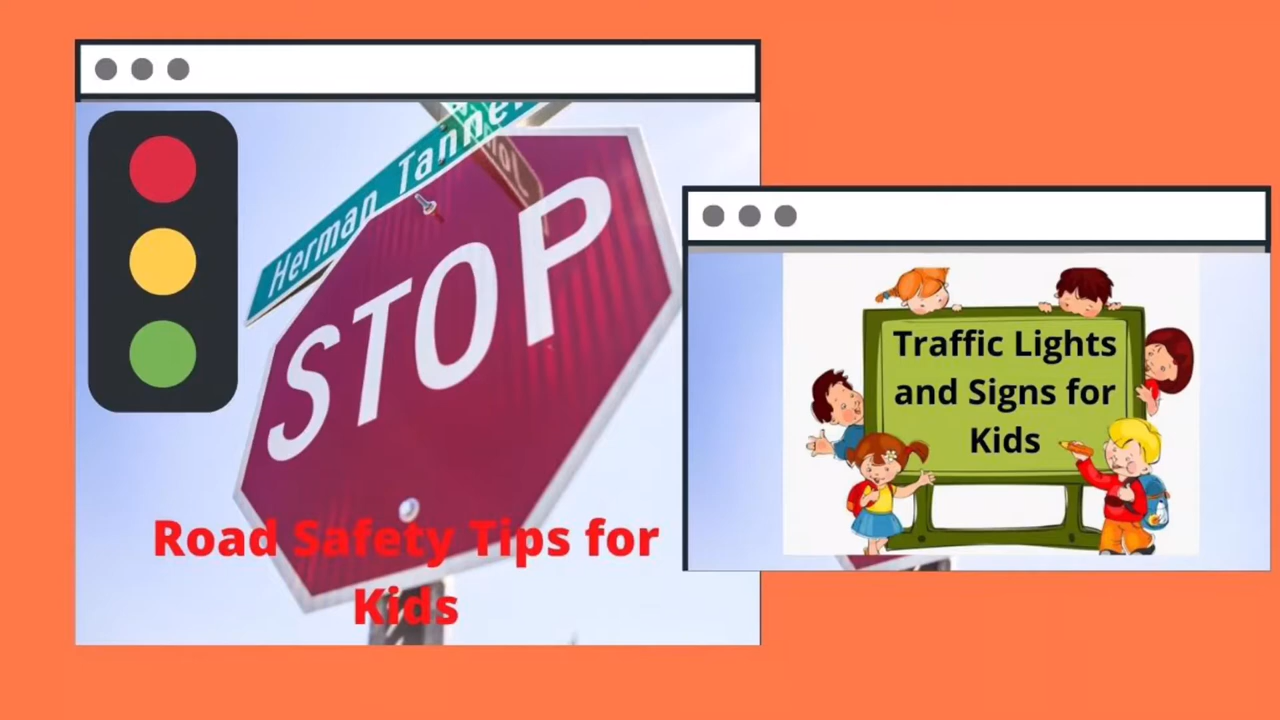 Herman Tanner
STOP
Road Safety Tips for
Kids
Traffic Lights
and Signs for
Kids